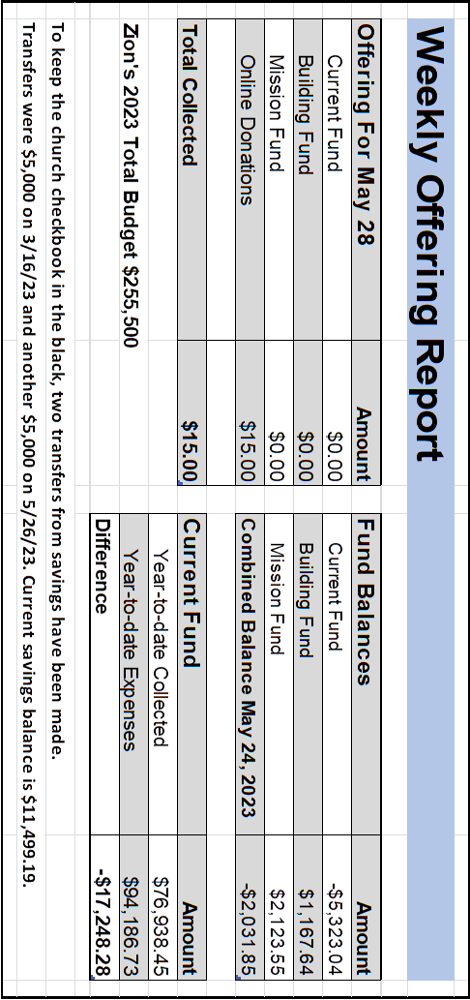 Weekly Offering Report
Offering For May 28 Amount
Current Fund $0.00
Building Fund $0.00
Mission Fund $0.00
Online Donations $15.00
Total Collected $15.00
Zion's 2023 Total Budget $255,500
Fund Balances Amount
Current Fund -$5,323.04
Building Fund $1,167.64
Mission Fund $2,123.55
Combined Balance May 24, 2023 -$2,031.85
Current Fund Amount
Year-to-date Collected $76,938.45
Year-to-date Expenses $94,186.73
Difference -$17,248.28
To keep the church checkbook in the black, two transfers from savings have been made.
Transfers were $5,000 on 3/16/23 and another $5,000 on 5/26/23. Current savings balance is $11,499.19.